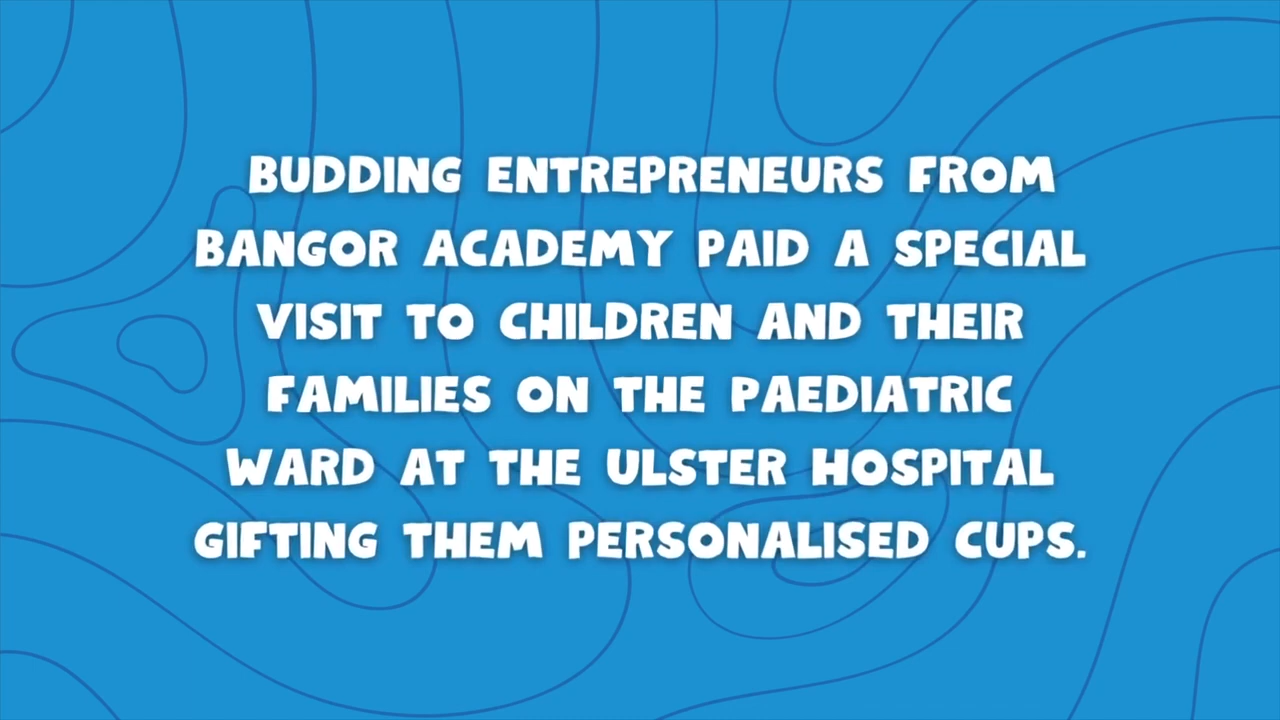 BUDDING ENTREPRENEURS FROM
BANGOR ACADEMY PAID A SPECIAL
VISIT TO CHILDREN AND THEIR
FAMILIES ON THE PAEDIATRIC
WARD AT THE ULSTER HOSPITAL
GIFTING THEM PERSONALISED CUPS.